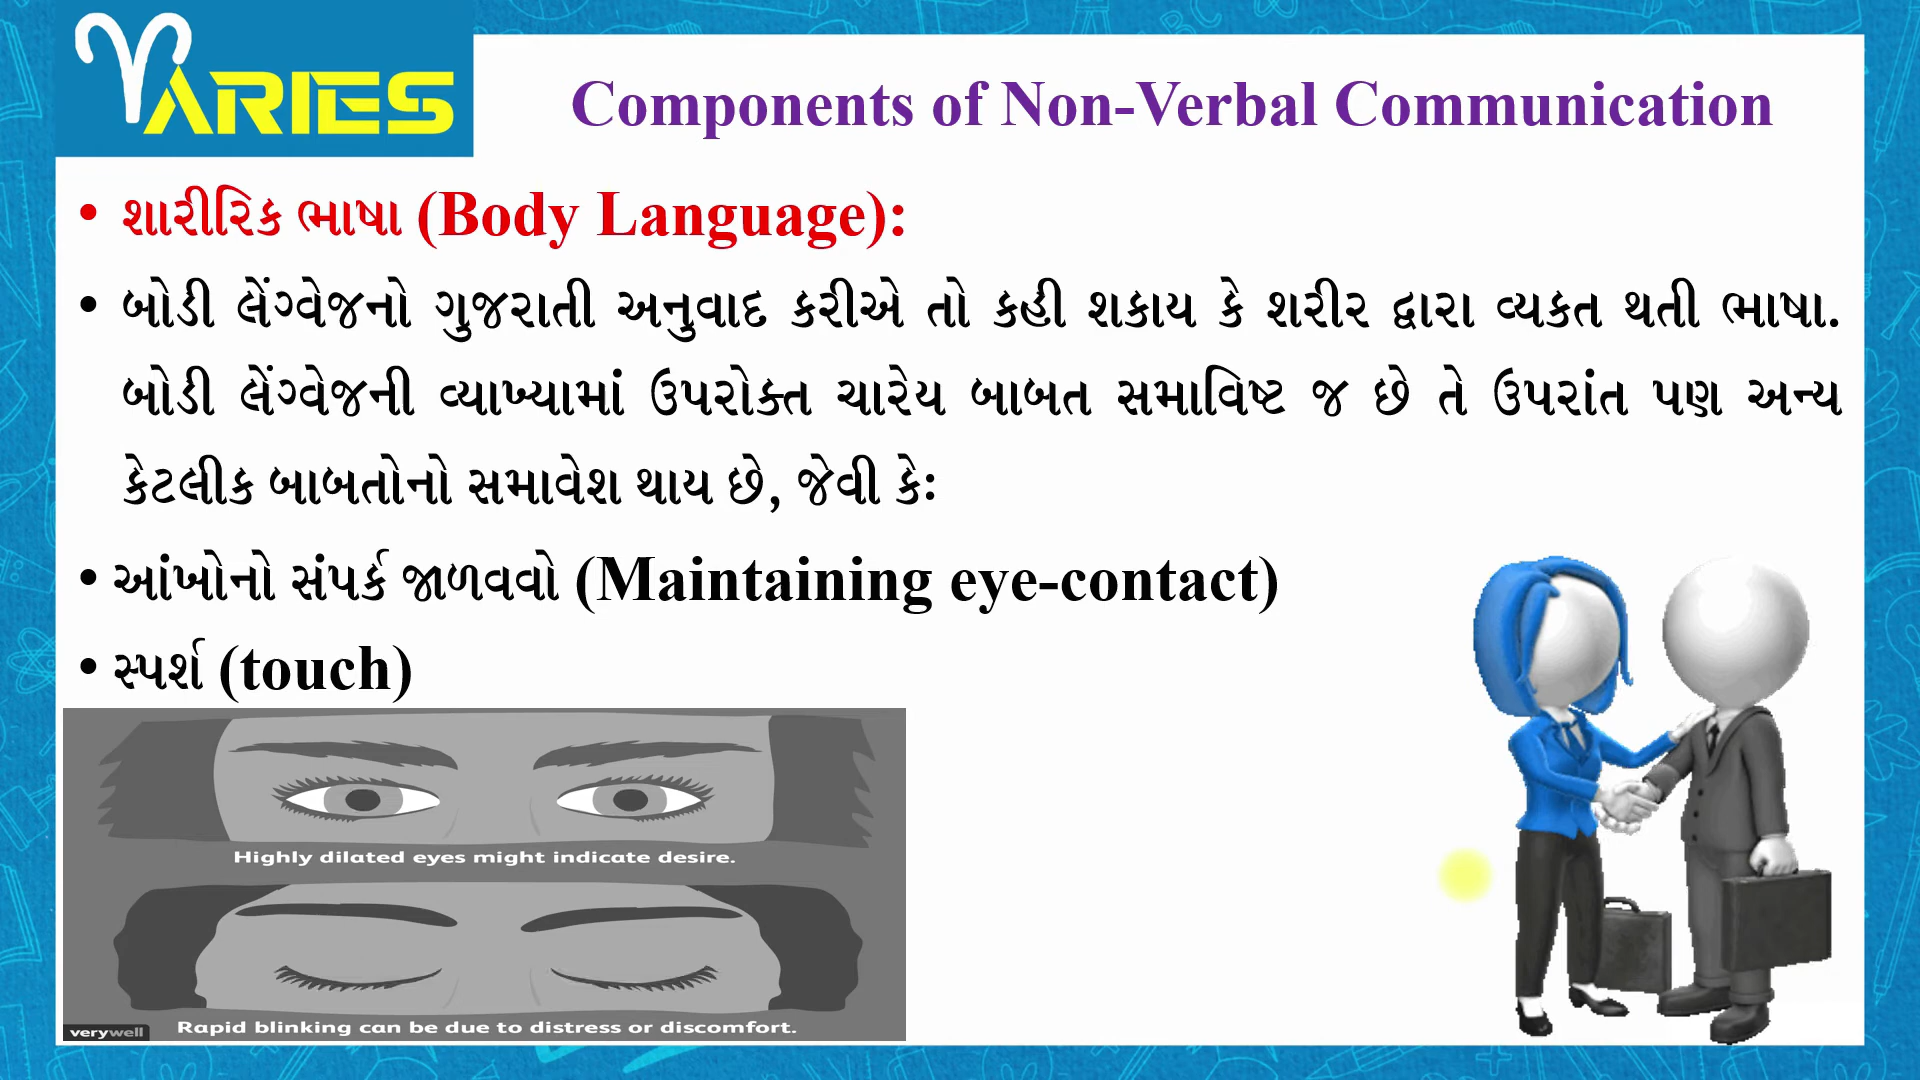 ARIES
Components of Non-Verbal Communication
• શારીરિક ભાષા (Body Language):
• બોડી લેંગ્વેજનો ગુજરાતી અનુવાદ કરીએ તો કહી શકાય કે શરીર દ્વારા વ્યકત થતી ભાષા.
બોડી લેંગ્વેજની વ્યાખ્યામાં ઉપરોક્ત ચારેય બાબત સમાવિષ્ટ જ છે તે ઉપરાંત પણ અન્ય
કેટલીક બાબતોનો સમાવેશ થાય છે, જેવી કેઃ
• આંખોનો સંપર્ક જાળવવો (Maintaining eye-contact)
• સ્પર્શ (touch)
Highly dilated eyes might indicate desire.
Rapid blinking can be due to distress or discomfort.
verywell